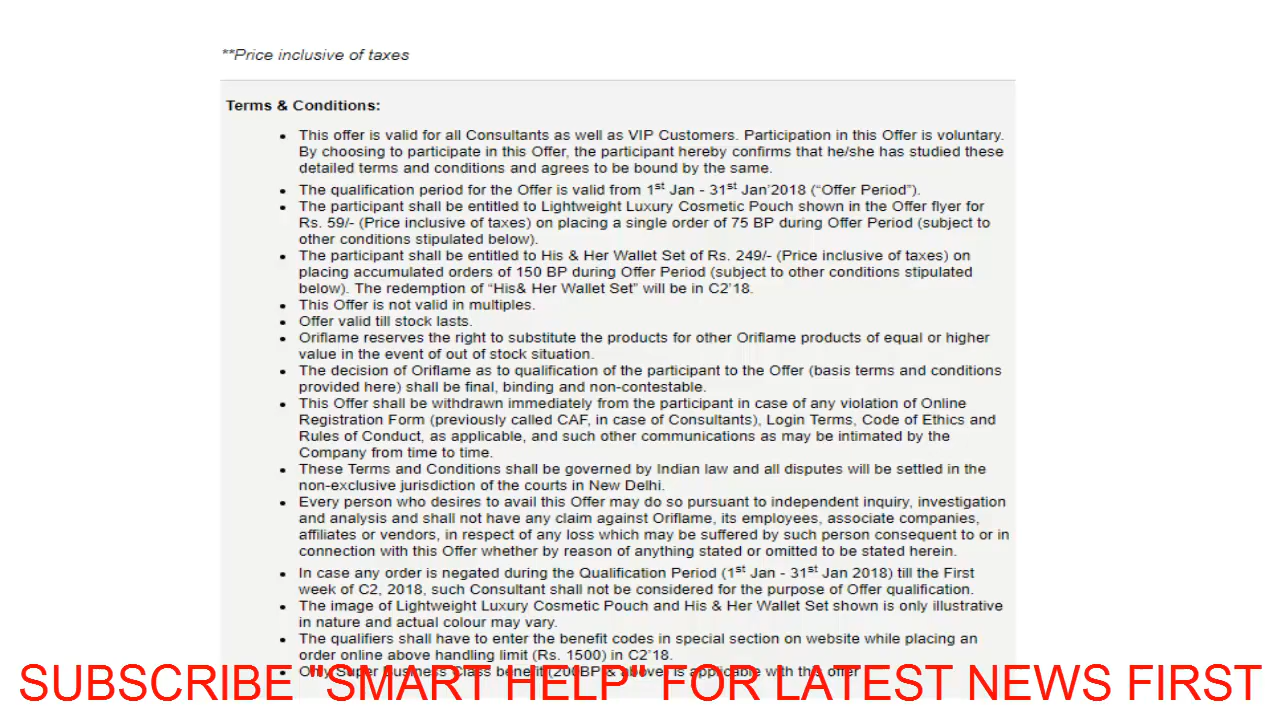 **Price inclusive of taxes
Terms & Conditions:
• This offer is valid for all Consultants as well as VIP Customers. Participation in this Offer is voluntary.
By choosing to participate in this Offer, the participant hereby confirms that he/she has studied these
detailed terms and conditions and agrees to be bound by the same.
• The qualification period for the Offer is valid from 1st Jan - 31st Jan'2018 ("Offer Period").
• The participant shall be entitled to Lightweight Luxury Cosmetic Pouch shown in the Offer flyer for
Rs. 59/- (Price inclusive of taxes) on placing a single order of 75 BP during Offer Period (subject to
other conditions stipulated below).
• The participant shall be entitled to His & Her Wallet Set of Rs. 249/- (Price inclusive of taxes) on
placing accumulated orders of 150 BP during Offer Period (subject to other conditions stipulated
below). The redemption of "His& Her Wallet Set" will be in C2'18.
• This Offer is not valid in multiples.
• Offer valid till stock lasts.
• Oriflame reserves the right to substitute the products for other Oriflame products of equal or higher
value in the event of out of stock situation.
• The decision of Oriflame as to qualification of the participant to the Offer (basis terms and conditions
provided here) shall be final, binding and non-contestable.
• This Offer shall be withdrawn immediately from the participant in case of any violation of Online
Registration Form (previously called CAF, in case of Consultants), Login Terms, Code of Ethics and
Rules of Conduct, as applicable, and such other communications as may be intimated by the
Company from time to time.
• These Terms and Conditions shall be governed by Indian law and all disputes will be settled in the
non-exclusive jurisdiction of the courts in New Delhi.
• Every person who desires to avail this Offer may do so pursuant to independent inquiry, investigation
and analysis and shall not have any claim against Oriflame, its employees, associate companies,
affiliates or vendors, in respect of any loss which may be suffered by such person consequent to or in
connection with this Offer whether by reason of anything stated or omitted to be stated herein.
• In case any order is negated during the Qualification Period (1st Jan - 31st Jan 2018) till the First
week of C2, 2018, such Consultant shall not be considered for the purpose of Offer qualification.
• The image of Lightweight Luxury Cosmetic Pouch and His & Her Wallet Set shown is only illustrative
in nature and actual colour may vary.
• The qualifiers shall have to enter the benefit codes in special section on website while placing an
order online above handling limit (Rs. 1500) in C2'18.
• Only Super Business Class benefit (200BP & above) is applicable with this offer
SUBSCRIBE "SMART HELP" FOR LATEST NEWS FIRST